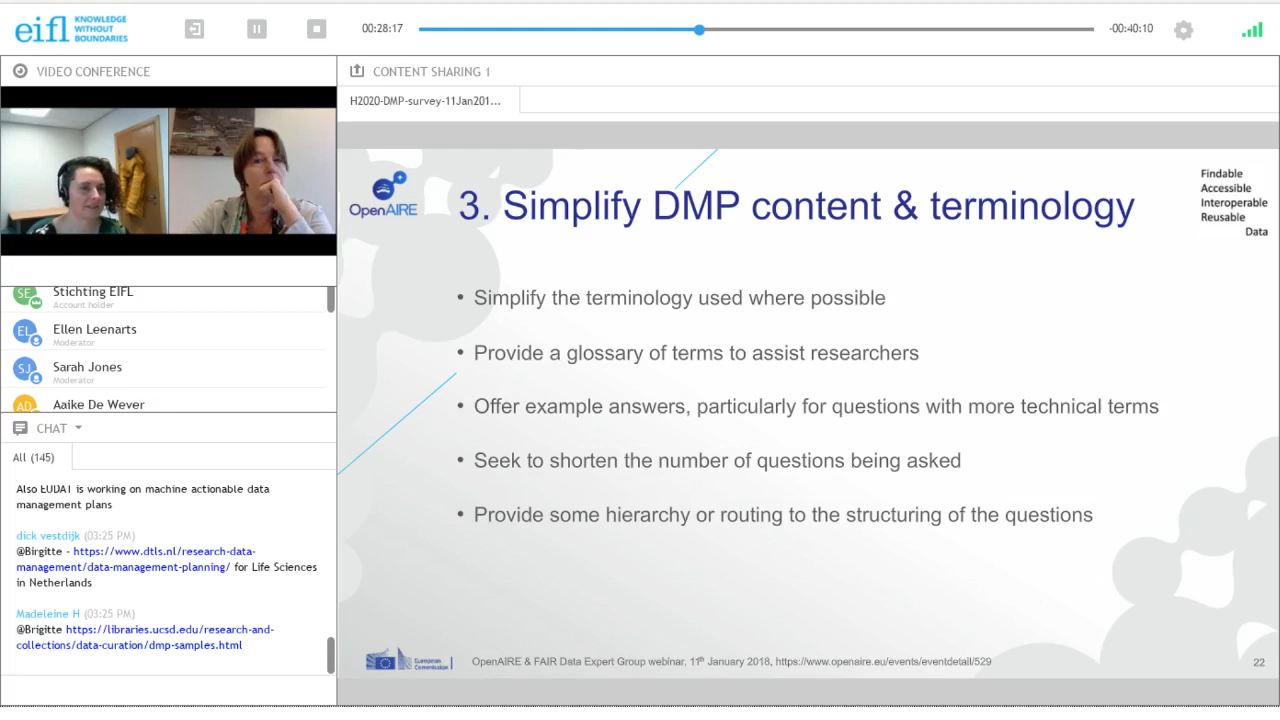 eifl KNOWLEDGE
WITHOUT
BOUNDARIES
00:28:17
-00:40:10
VIDEO CONFERENCE
CONTENT SHARING 1
H2020-DMP-survey-11Jan201...
SE Stichting EIFL
Account holder
EL Ellen Leenarts
Moderator
SJ Sarah Jones
Moderator
AD Aaike De Wever
CHAT
All (145)
Also EUDAT is working on machine actionable data
management plans
dick vestdijk (03:25 PM)
@Birgitte - https://www.dtls.nl/research-data-
management/data-management-planning/ for Life Sciences
in Netherlands
Madeleine H (03:25 PM)
@Brigitte https://libraries.ucsd.edu/research-and-
collections/data-curation/dmp-samples.html
OpenAIRE
3. Simplify DMP content & terminology
Findable
Accessible
Interoperable
Reusable
Data
• Simplify the terminology used where possible
• Provide a glossary of terms to assist researchers
• Offer example answers, particularly for questions with more technical terms
• Seek to shorten the number of questions being asked
• Provide some hierarchy or routing to the structuring of the questions
European
Commission
OpenAIRE & FAIR Data Expert Group webinar, 11th January 2018, https://www.openaire.eu/events/eventdetail/529
22